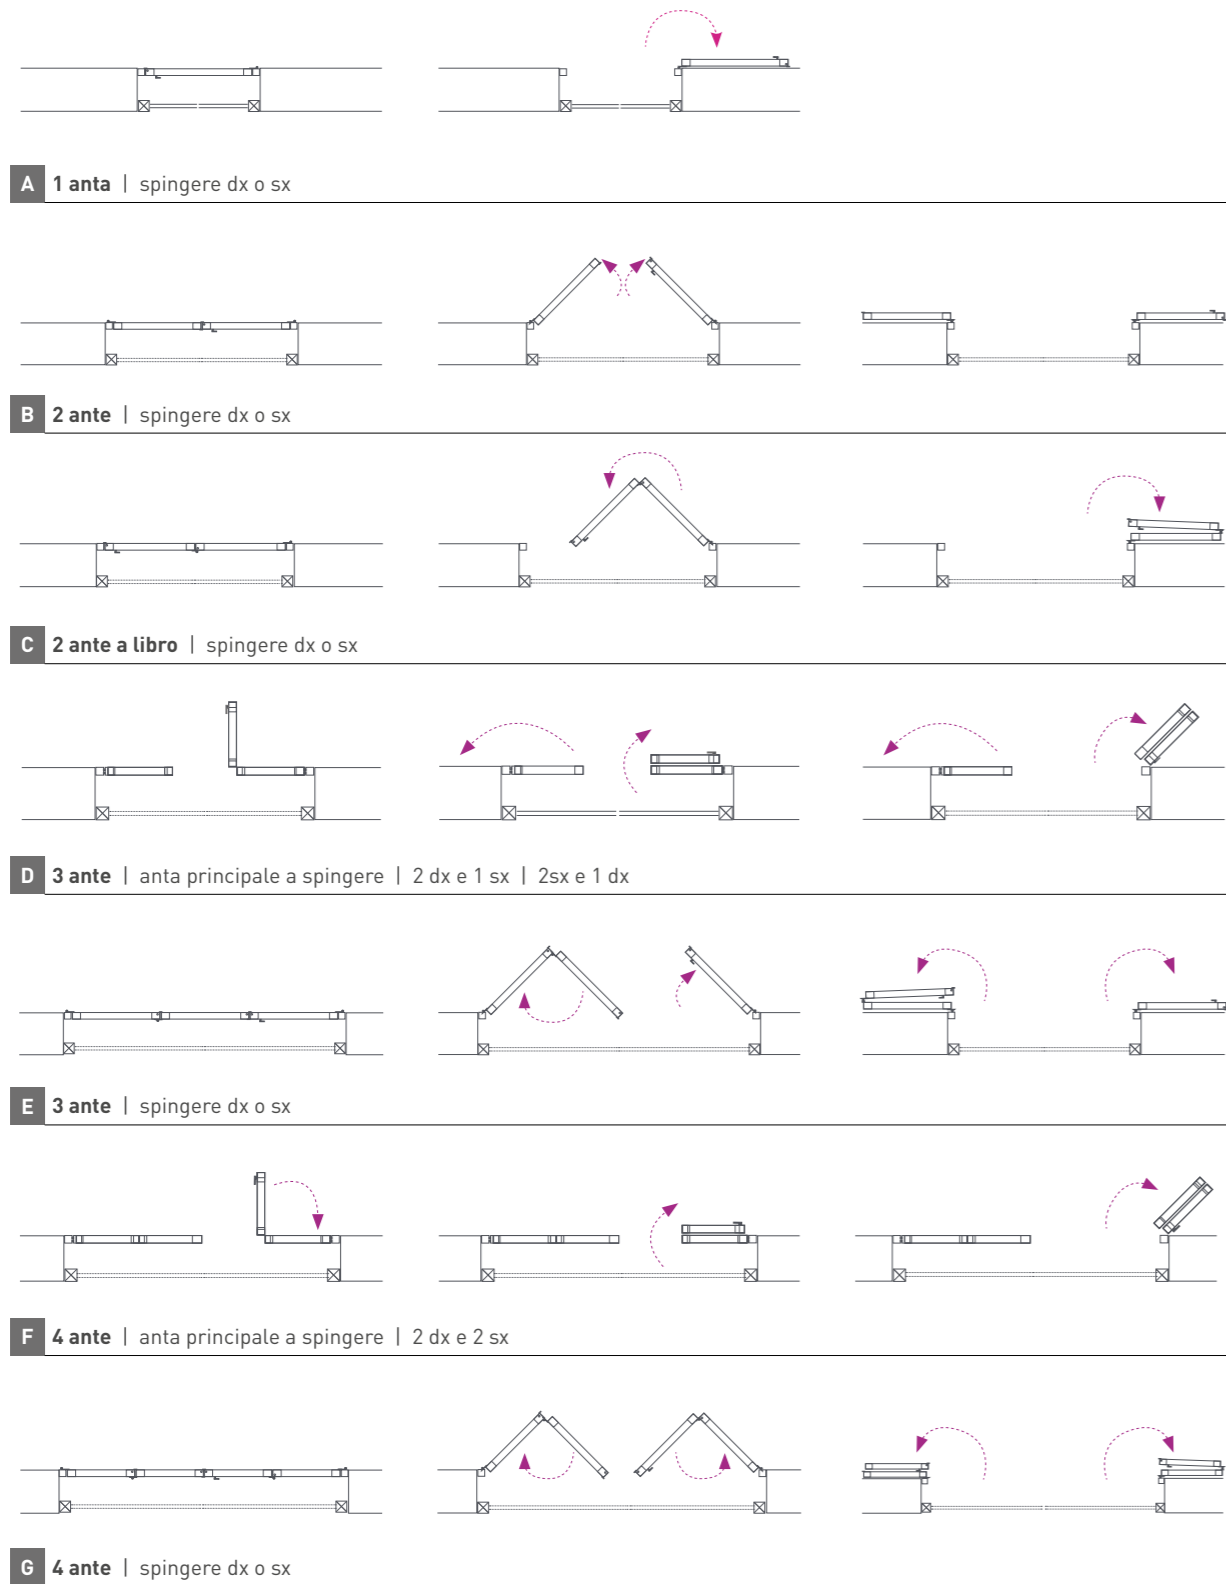 A 1 anta | spingere dx o sx
B 2 ante | spingere dx o sx
C 2 ante a libro | spingere dx o sx
D 3 ante | anta principale a spingere | 2 dx e 1 sx | 2sx e 1 dx
E 3 ante | spingere dx o sx
F 4 ante | anta principale a spingere | 2 dx e 2 sx
G 4 ante | spingere dx o sx